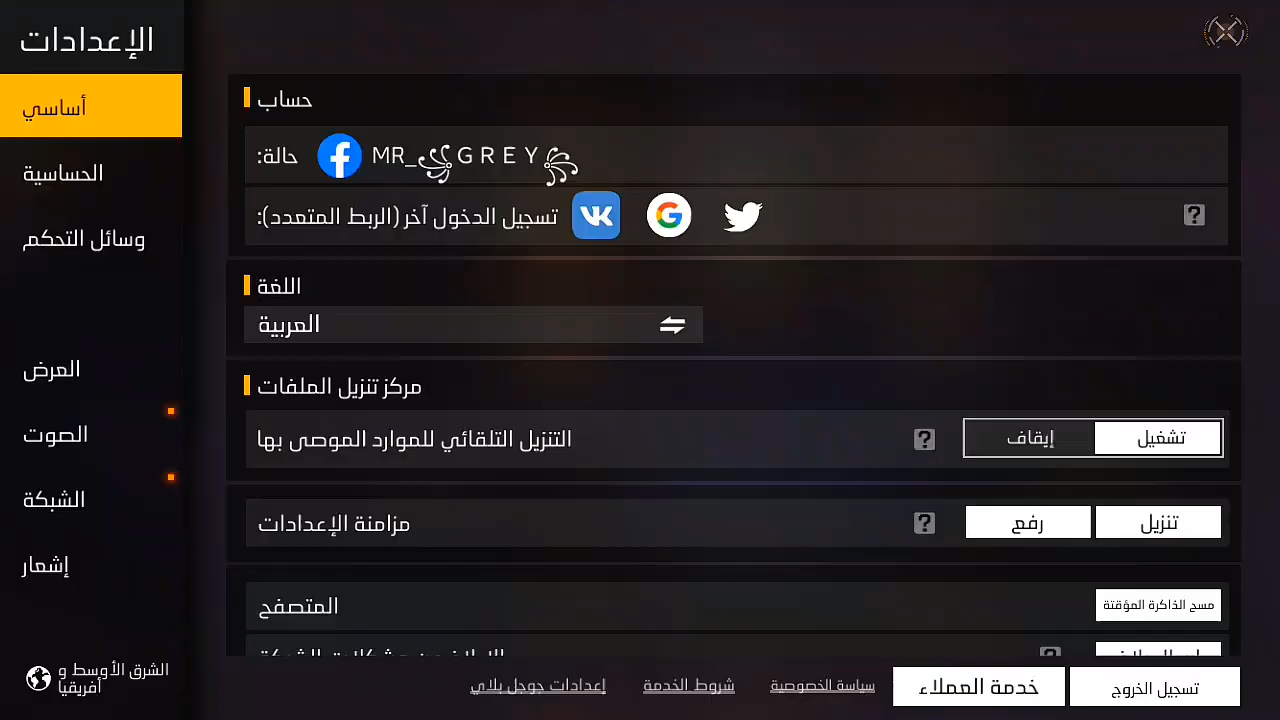 الإعدادات
أساسي
الحساسية
وسائل التحكم
العرض
الصوت
الشبكة
إشعار
الشرق الأوسط و
أفريقيا
حساب
حالة: MR_꧁G R E Y꧂
تسجيل الدخول آخر (الربط المتعدد): VK G ?
اللغة
العربية
مركز تنزيل الملفات
التنزيل التلقائي للموارد الموصى بها ? إيقاف تشغيل
مزامنة الإعدادات ? رفع تنزيل
المتصفح مسح الذاكرة المؤقتة
إعدادات جوجل بلاي شروط الخدمة سياسة الخصوصية خدمة العملاء تسجيل الخروج